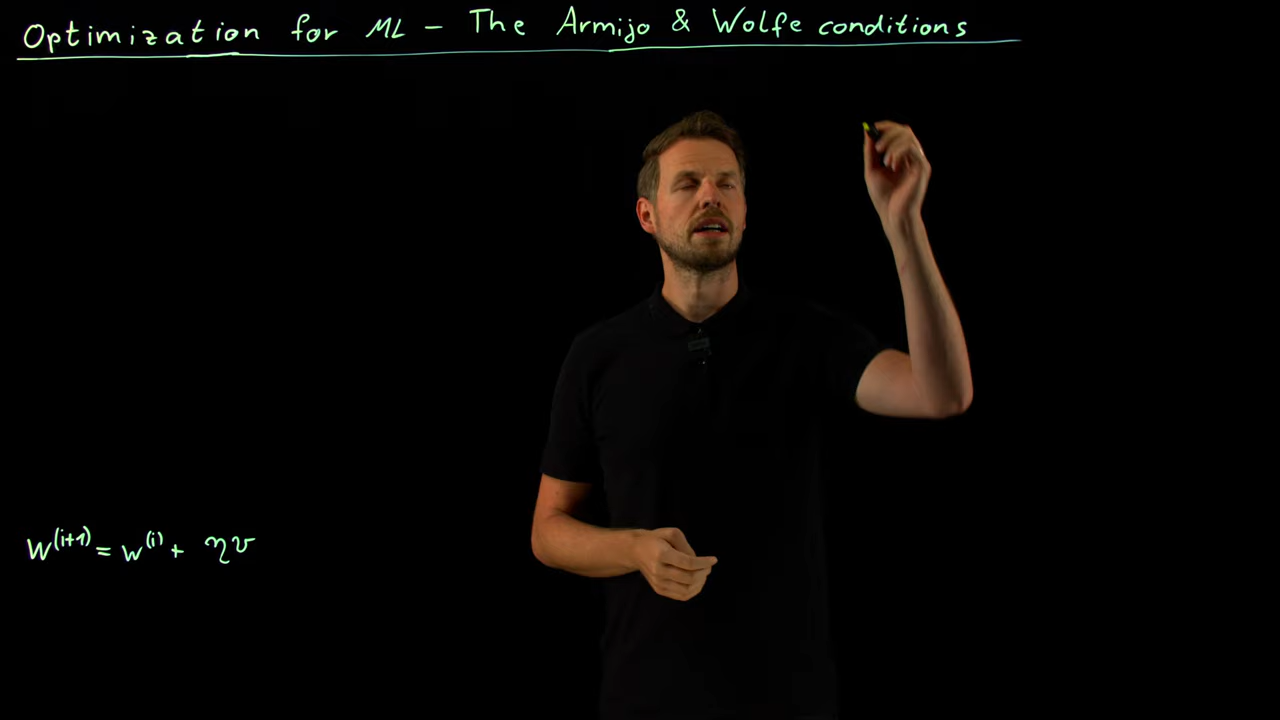 Optimization for ML – The Armijo & Wolfe conditions
w^(i+1) = w^(i) + ηv